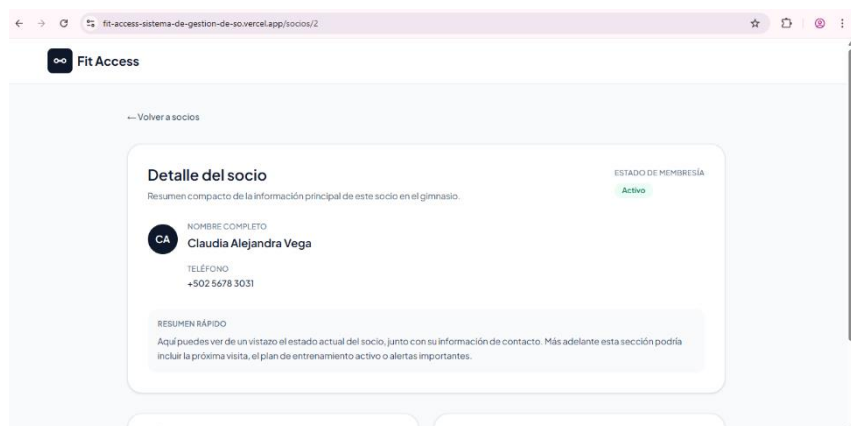 fit-access-sistema-de-gestion-de-so.vercel.app/socios/2
Fit Access
← Volver a socios
Detalle del socio
ESTADO DE MEMBRESÍA
Resumen compacto de la información principal de este socio en el gimnasio.
Activo
CA
NOMBRE COMPLETO
Claudia Alejandra Vega
TELÉFONO
+502 5678 3031
RESUMEN RÁPIDO
Aquí puedes ver de un vistazo el estado actual del socio, junto con su información de contacto. Más adelante esta sección podría
incluir la próxima visita, el plan de entrenamiento activo o alertas importantes.